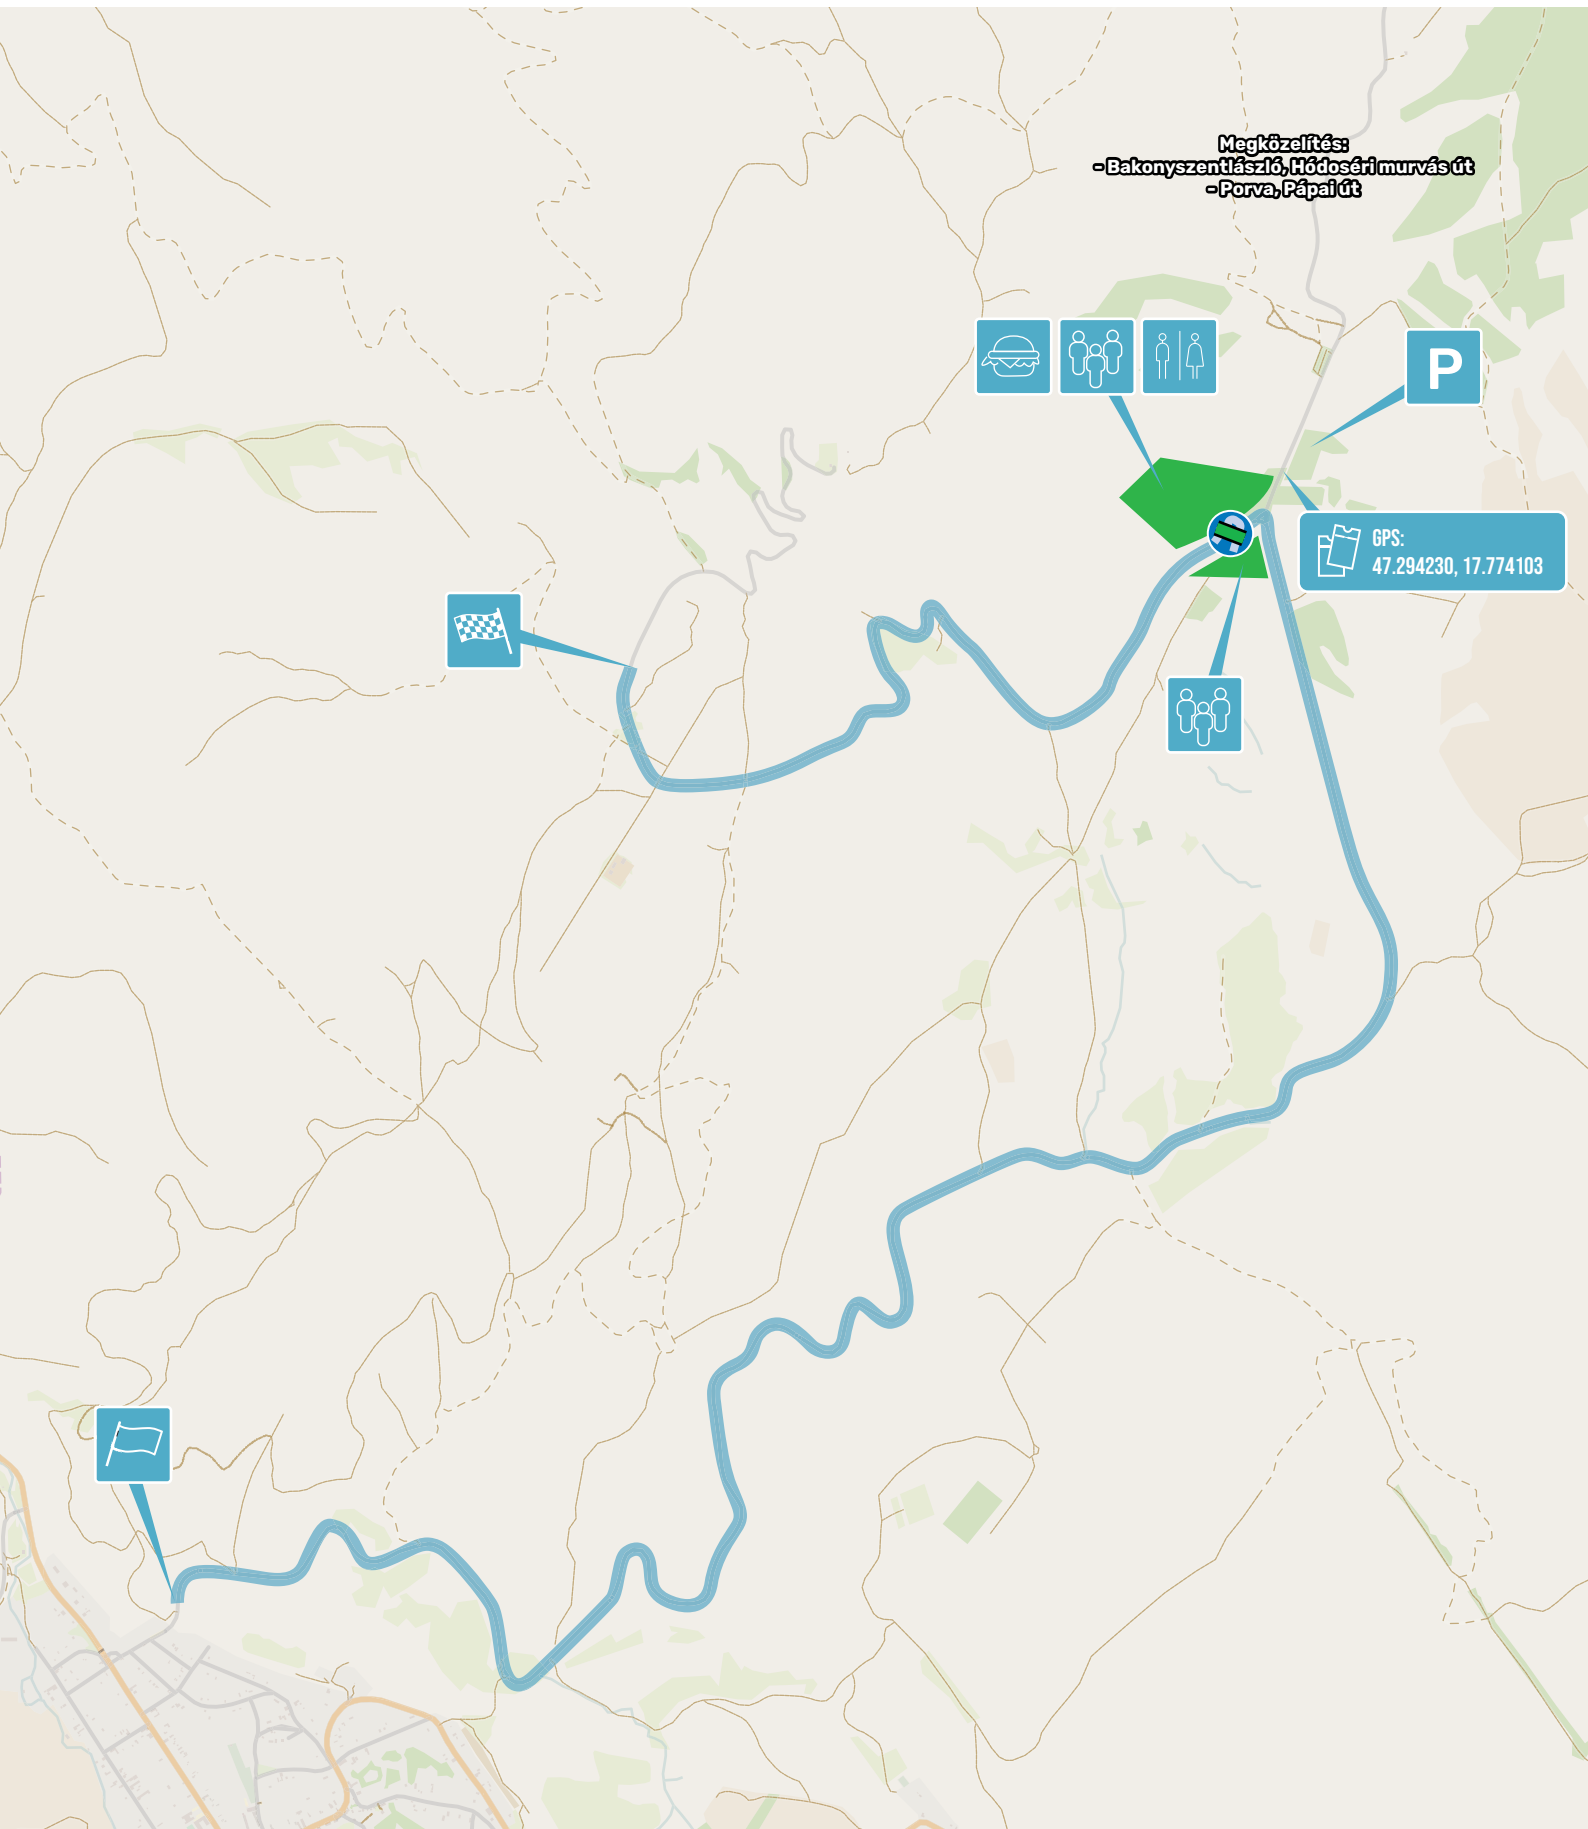 Megközelítés:
- Bakonyszentlászló, Hódoséri murvás út
- Porva, Pápai út
P
GPS:
47.294230, 17.774103